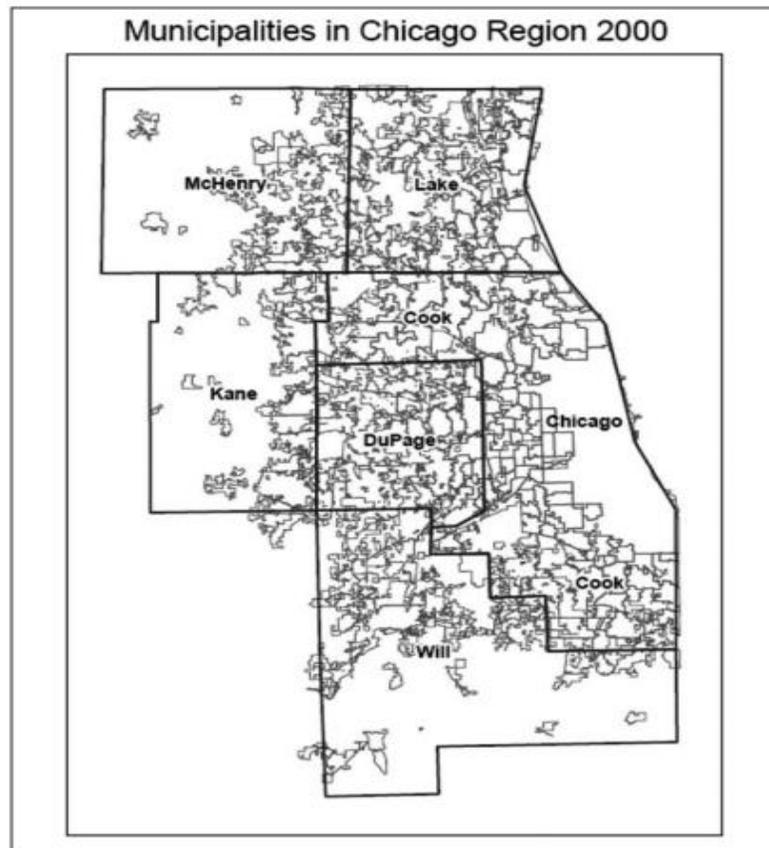 Municipalities in Chicago Region 2000
McHenry
Lake
Cook
Kane
Chicago
DuPage
Cook
Will